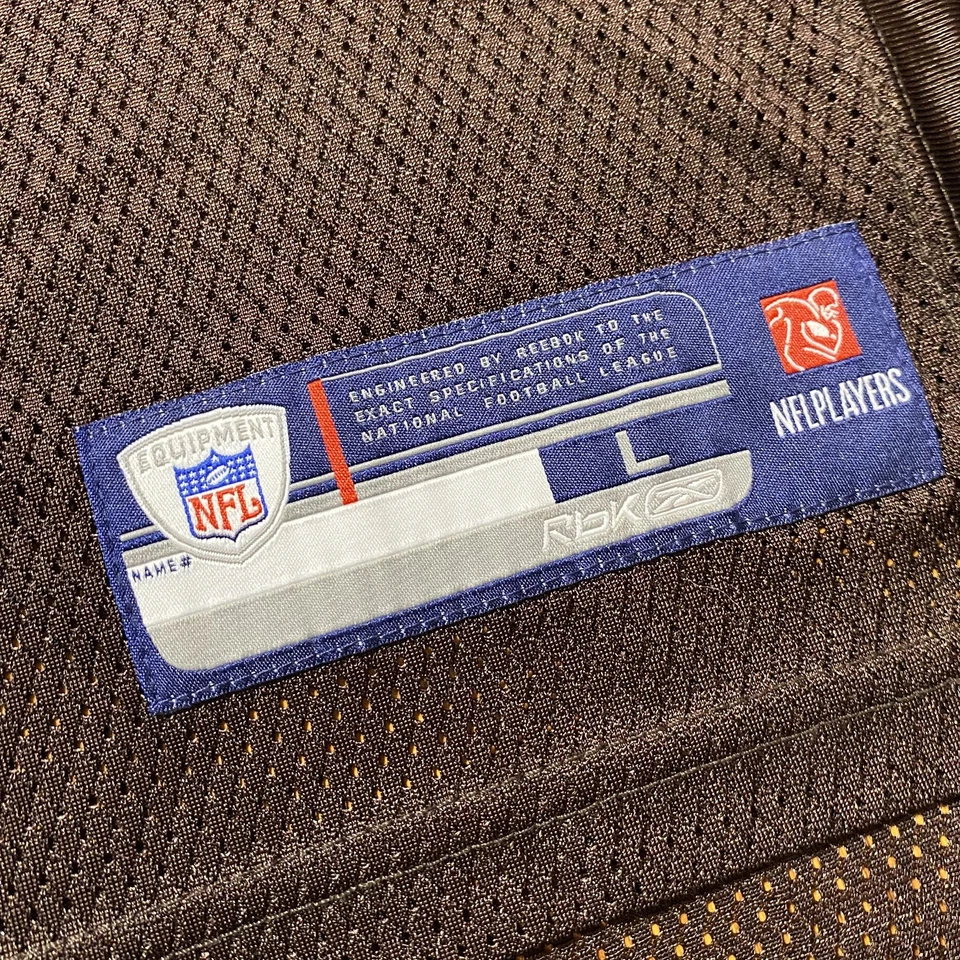 EQUIPMENT
NFL
ENGINEERED BY REEBOK TO THE
EXACT SPECIFICATIONS OF THE
NATIONAL FOOTBALL LEAGUE
L
RbK
NAME#
NFLPLAYERS